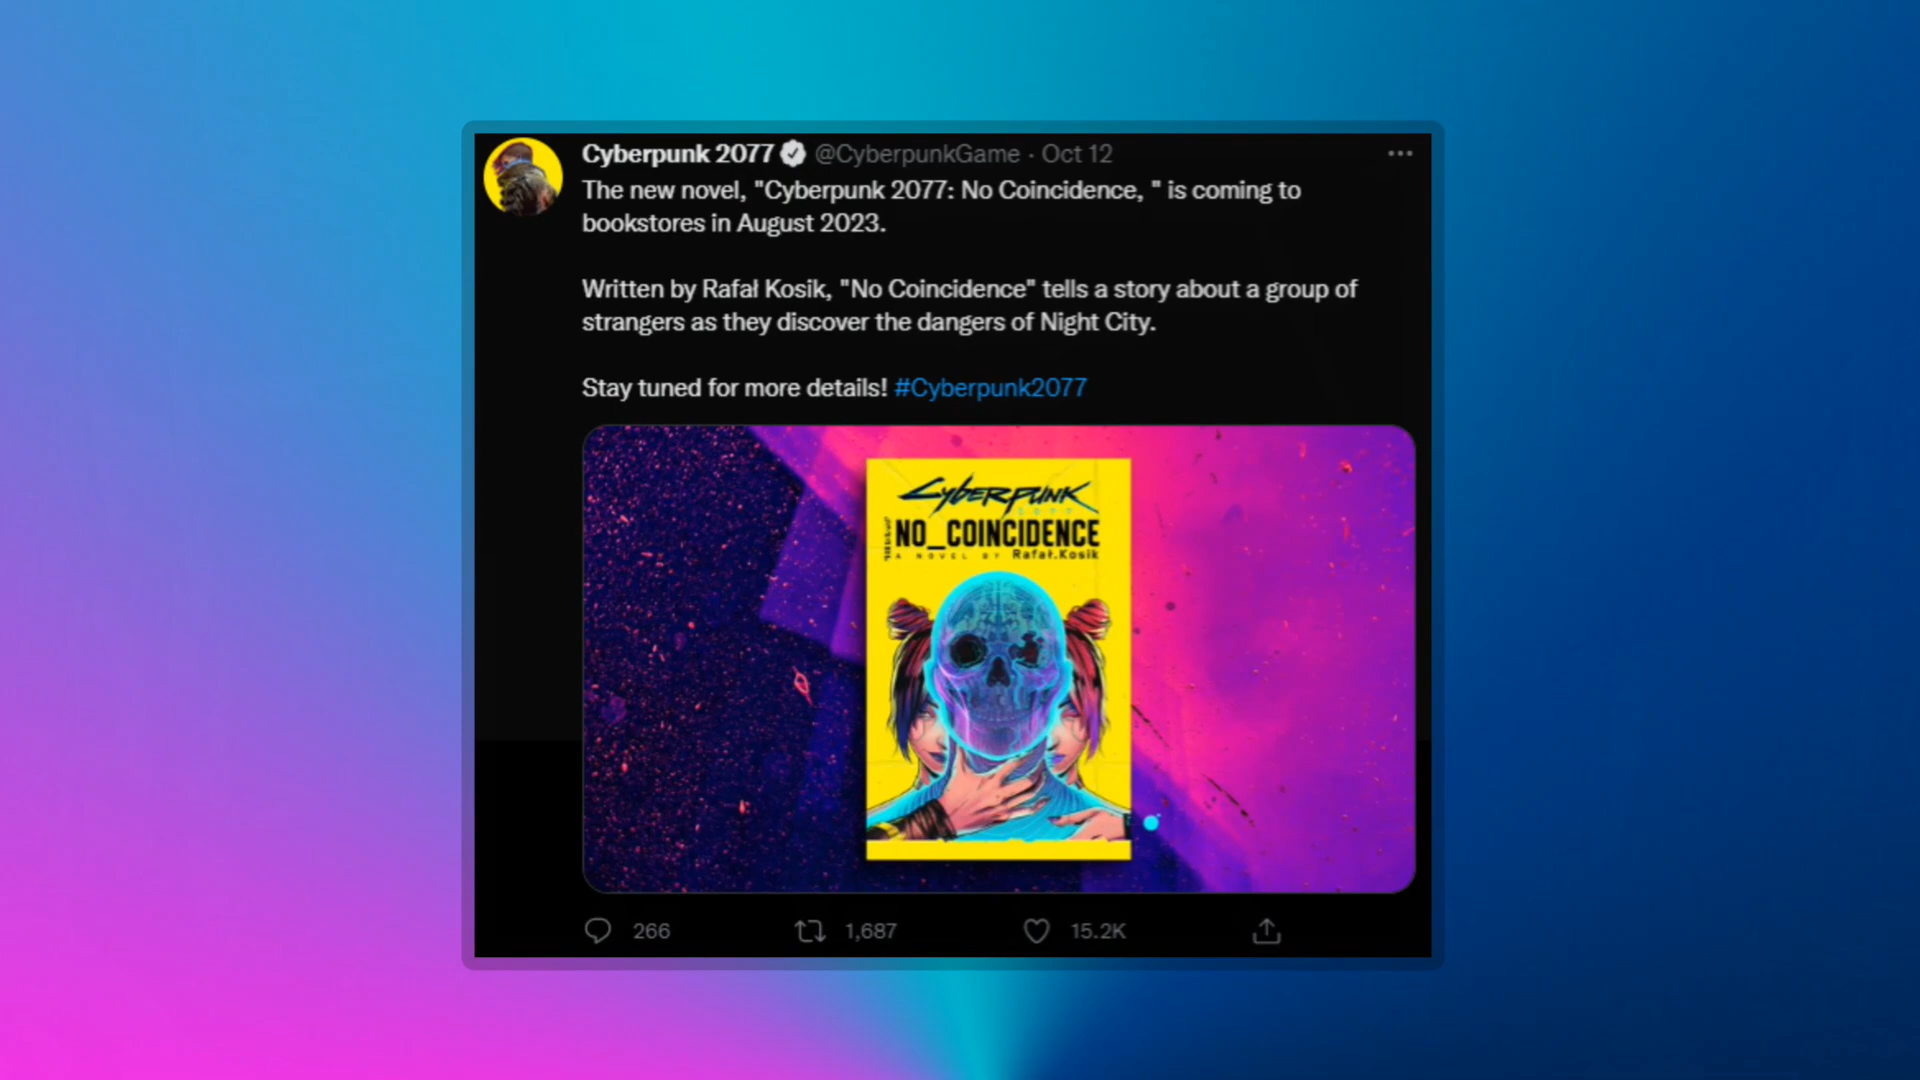 Cyberpunk 2077 @CyberpunkGame · Oct 12
The new novel, "Cyberpunk 2077: No Coincidence, " is coming to
bookstores in August 2023.
Written by Rafał Kosik, "No Coincidence" tells a story about a group of
strangers as they discover the dangers of Night City.
Stay tuned for more details! #Cyberpunk2077
Cyberpunk
2077
NO_COINCIDENCE
A NOVEL BY Rafał.Kosik
266 1,687 15.2K